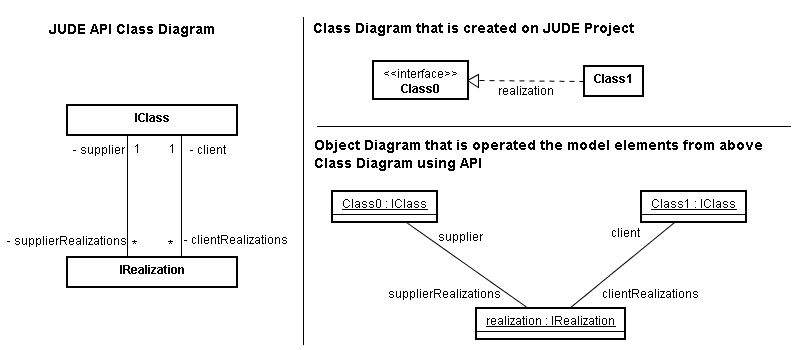 JUDE API Class Diagram
IClass
- supplier 1 1 - client
- supplierRealizations * * - clientRealizations
IRealization
Class Diagram that is created on JUDE Project
<<interface>>
Class0
Class1
realization
Object Diagram that is operated the model elements from above
Class Diagram using API
Class0 : IClass
Class1 : IClass
supplier
client
supplierRealizations
clientRealizations
realization : IRealization